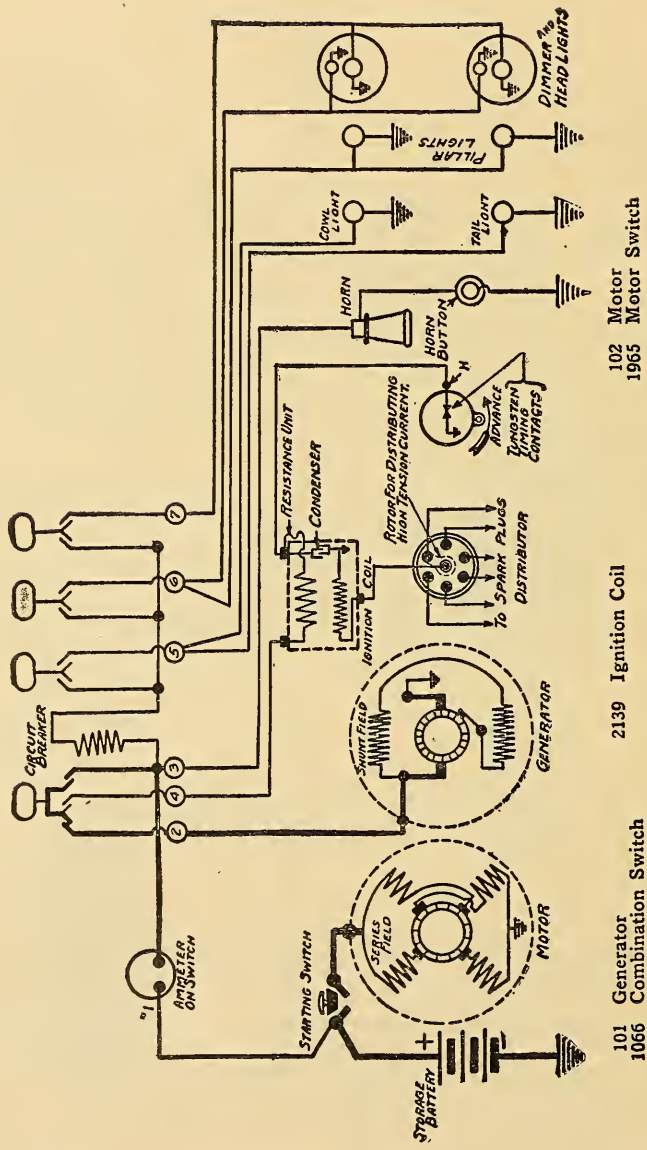 "1
AMMETER
ON SWITCH
CIRCUIT
BREAKER
2
4
3
5
6
7
STARTING SWITCH
STORAGE
BATTERY
+
-
SERIES
FIELD
MOTOR
SHUNT FIELD
GENERATOR
RESISTANCE UNIT
CONDENSER
IGNITION COIL
ROTOR FOR DISTRIBUTING
HIGH TENSION CURRENT.
TO SPARK PLUGS
DISTRIBUTOR
H
ADVANCE
TUNGSTEN
TIMING
CONTACTS
HORN
HORN
BUTTON
COWL
LIGHT
TAIL
LIGHT
PILLAR
LIGHTS
DIMMER AND
HEAD LIGHTS
101 Generator
1066 Combination Switch
2139 Ignition Coil
102 Motor
1965 Motor Switch